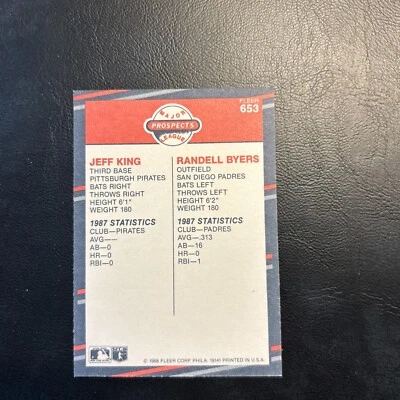 FLEER
653
MAJOR
PROSPECTS
LEAGUE
JEFF KING
THIRD BASE
PITTSBURGH PIRATES
BATS RIGHT
THROWS RIGHT
HEIGHT 6'1"
WEIGHT 180
1987 STATISTICS
CLUB—PIRATES
AVG—---
AB—0
HR—0
RBI—0
RANDELL BYERS
OUTFIELD
SAN DIEGO PADRES
BATS LEFT
THROWS LEFT
HEIGHT 6'2"
WEIGHT 180
1987 STATISTICS
CLUB—PADRES
AVG—.313
AB—16
HR—0
RBI—1
© 1988 FLEER CORP. PHILA. 19141 PRINTED IN U.S.A.